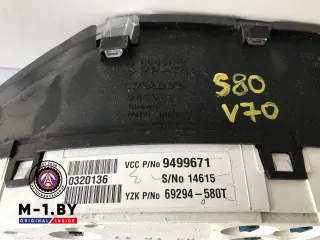 S80
V70
VCC P/No 9499671
0320136
S/No 14615
YZK P/No 69294-580T
M-1.BY
ORIGINAL INSIDE